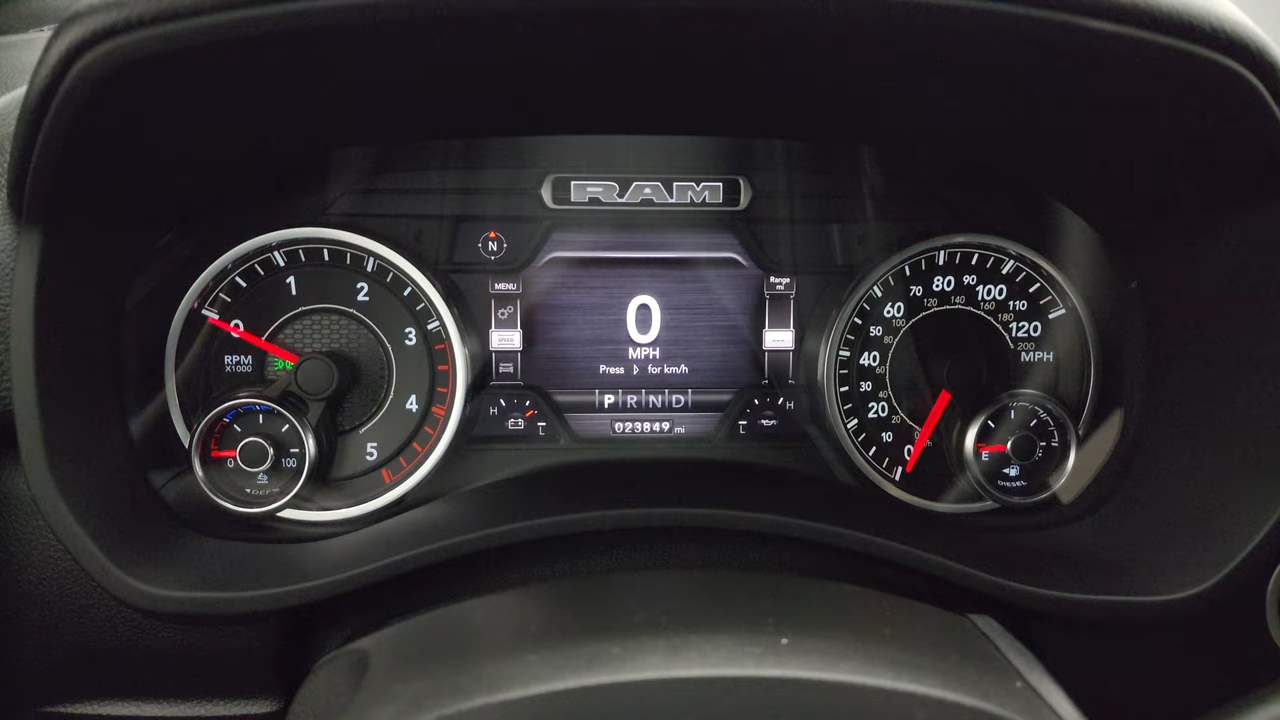 RAM
N
MENU
SPEED
Range
mi
0
MPH
Press ▷ for km/h
P R N D
023849 mi
H
L
L
H
0
1
2
3
4
5
RPM
X1000
0
100
DEF
0
10
20
30
40
50
60
70
80
90
100
110
120
MPH
20
40
60
80
100
120
140
160
180
200
km/h
E
DIESEL